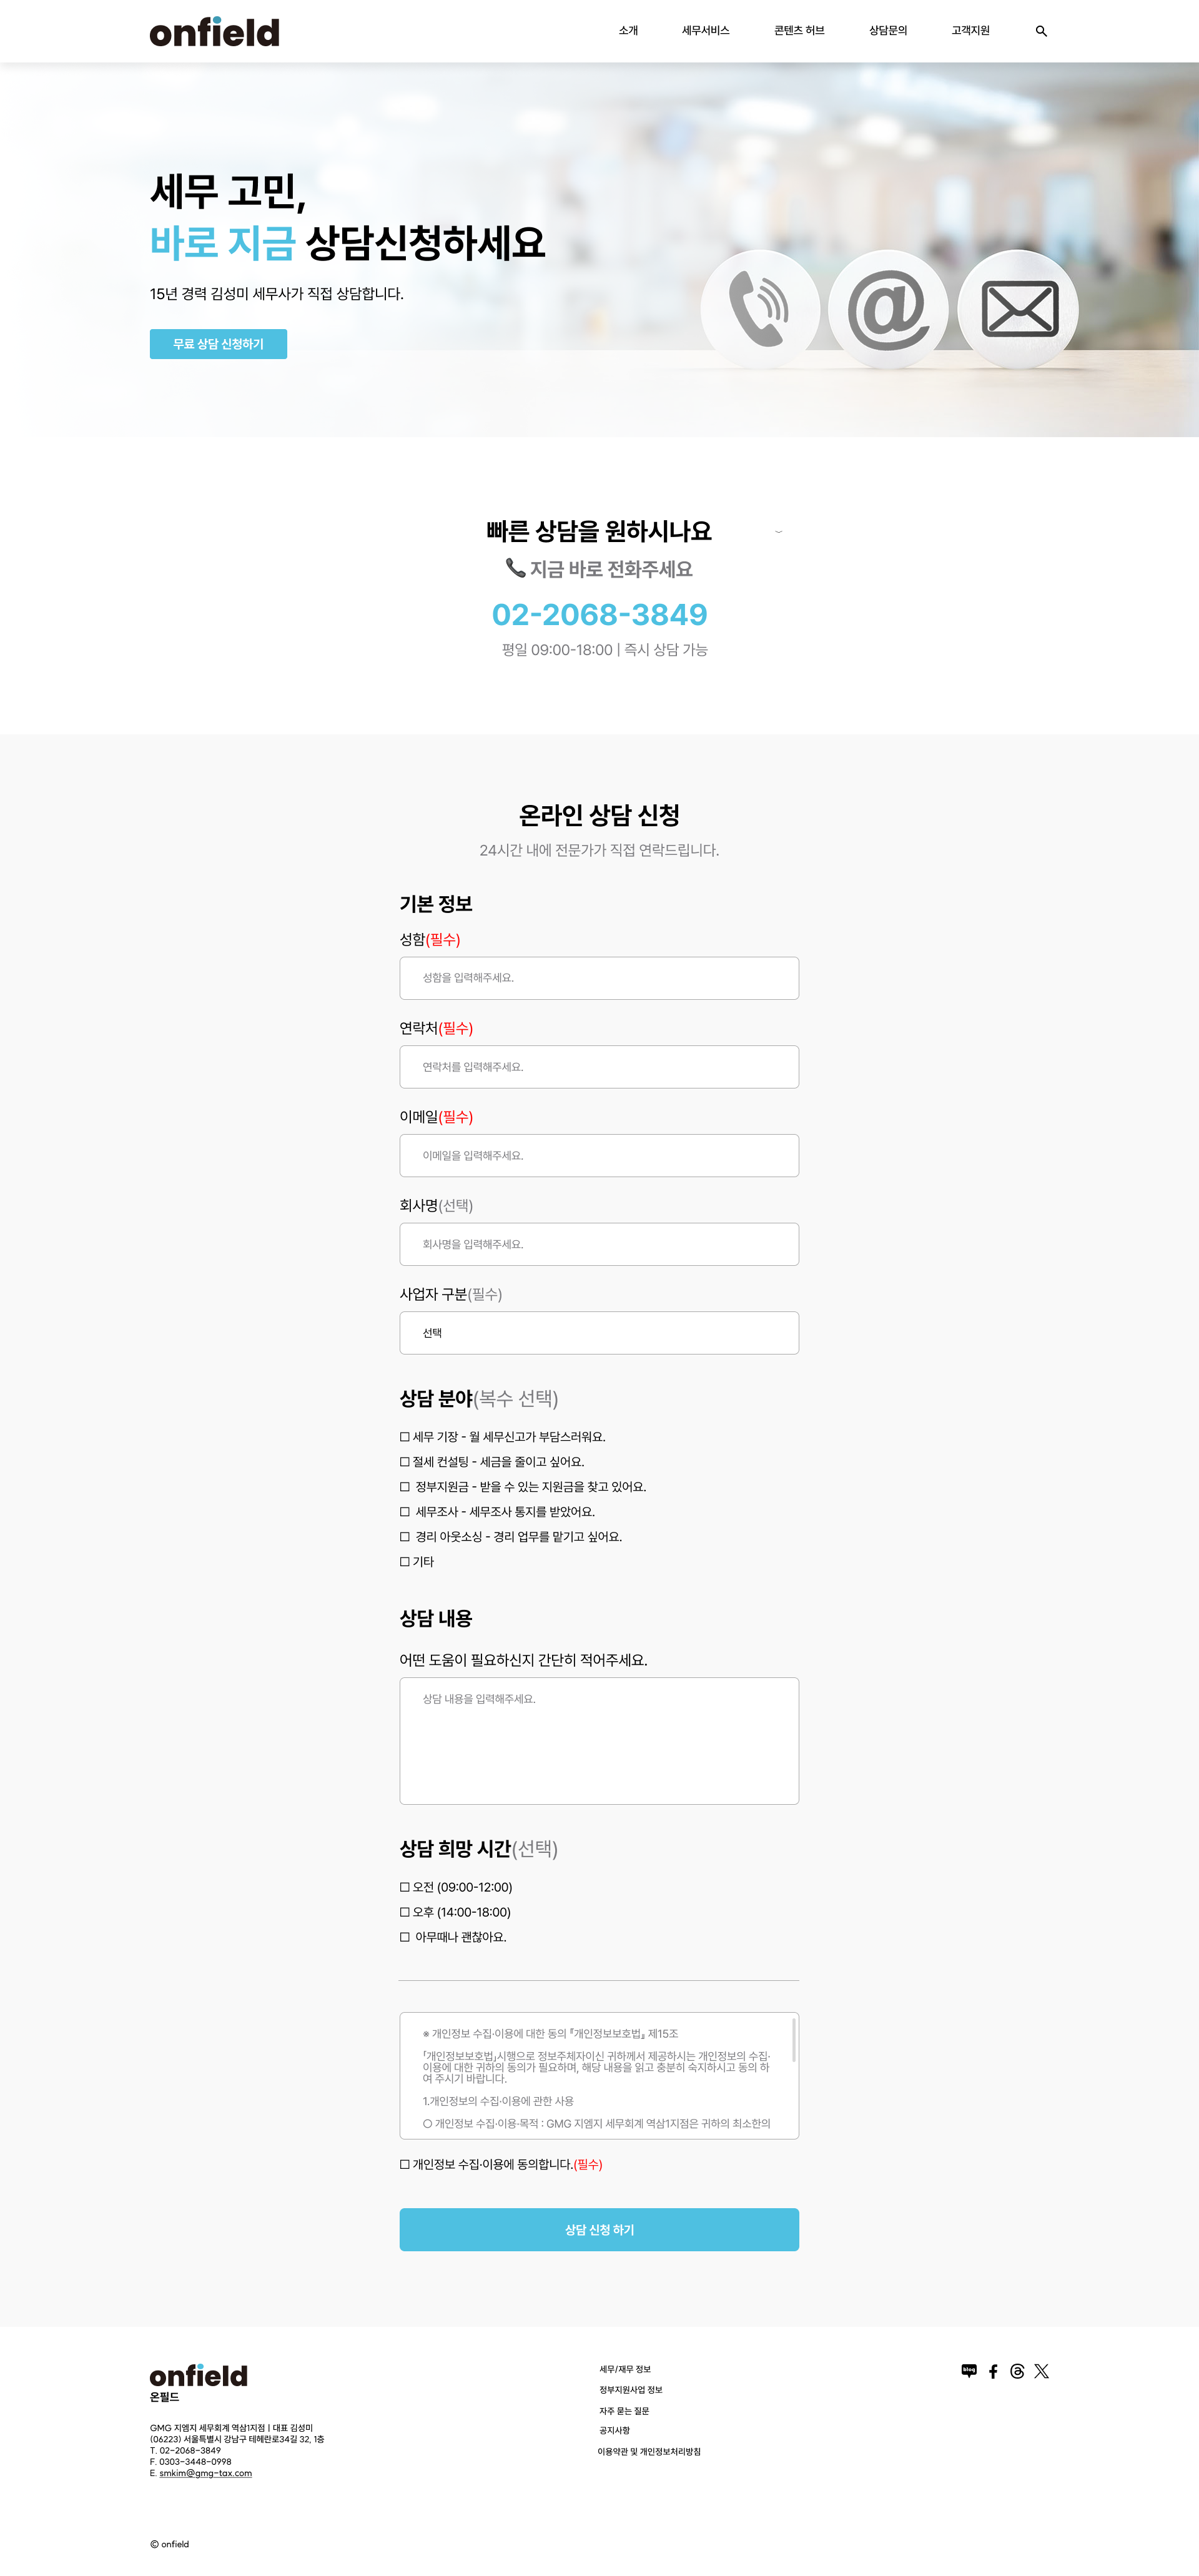 onfield
소개
세무서비스
콘텐츠 허브
상담문의
고객지원
세무 고민,
바로 지금 상담신청하세요
15년 경력 김성미 세무사가 직접 상담합니다.
무료 상담 신청하기
@
빠른 상담을 원하시나요
지금 바로 전화주세요
02-2068-3849
평일 09:00-18:00 | 즉시 상담 가능
온라인 상담 신청
24시간 내에 전문가가 직접 연락드립니다.
기본 정보
성함(필수)
성함을 입력해주세요.
연락처(필수)
연락처를 입력해주세요.
이메일(필수)
이메일을 입력해주세요.
회사명(선택)
회사명을 입력해주세요.
사업자 구분(필수)
선택
상담 분야(복수 선택)
☐ 세무 기장 - 월 세무신고가 부담스러워요.
☐ 절세 컨설팅 - 세금을 줄이고 싶어요.
☐ 정부지원금 - 받을 수 있는 지원금을 찾고 있어요.
☐ 세무조사 - 세무조사 통지를 받았어요.
☐ 경리 아웃소싱 - 경리 업무를 맡기고 싶어요.
☐ 기타
상담 내용
어떤 도움이 필요하신지 간단히 적어주세요.
상담 내용을 입력해주세요.
상담 희망 시간(선택)
☐ 오전 (09:00-12:00)
☐ 오후 (14:00-18:00)
☐ 아무때나 괜찮아요.
※ 개인정보 수집·이용에 대한 동의 『개인정보보호법』 제15조
「개인정보보호법」시행으로 정보주체자이신 귀하께서 제공하시는 개인정보의 수집·
이용에 대한 귀하의 동의가 필요하며, 해당 내용을 읽고 충분히 숙지하시고 동의 하
여 주시기 바랍니다.
1.개인정보의 수집·이용에 관한 사용
○ 개인정보 수집·이용·목적 : GMG 지엠지 세무회계 역삼1지점은 귀하의 최소한의
☐ 개인정보 수집·이용에 동의합니다.(필수)
상담 신청 하기
onfield
온필드
GMG 지엠지 세무회계 역삼1지점 | 대표 김성미
(06223) 서울특별시 강남구 테헤란로34길 32, 1층
T. 02-2068-3849
F. 0303-3448-0998
E. smkim@gmg-tax.com
세무/재무 정보
정부지원사업 정보
자주 묻는 질문
공지사항
이용약관 및 개인정보처리방침
blog
© onfield